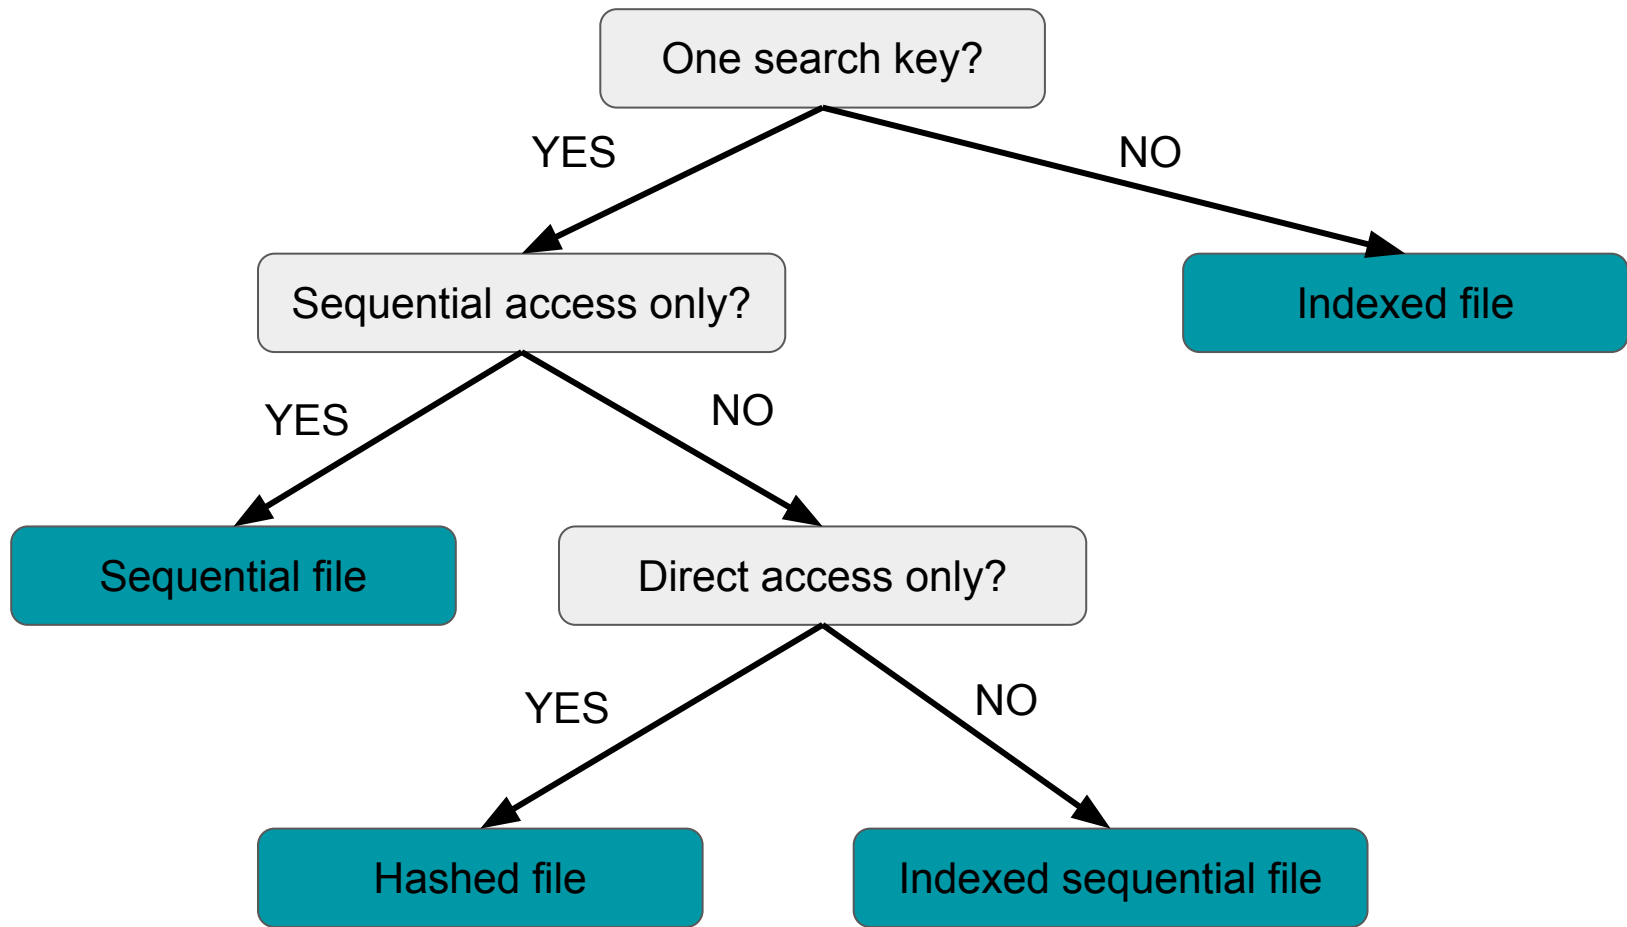 One search key?
YES
NO
Sequential access only?
Indexed file
YES
NO
Sequential file
Direct access only?
YES
NO
Hashed file
Indexed sequential file